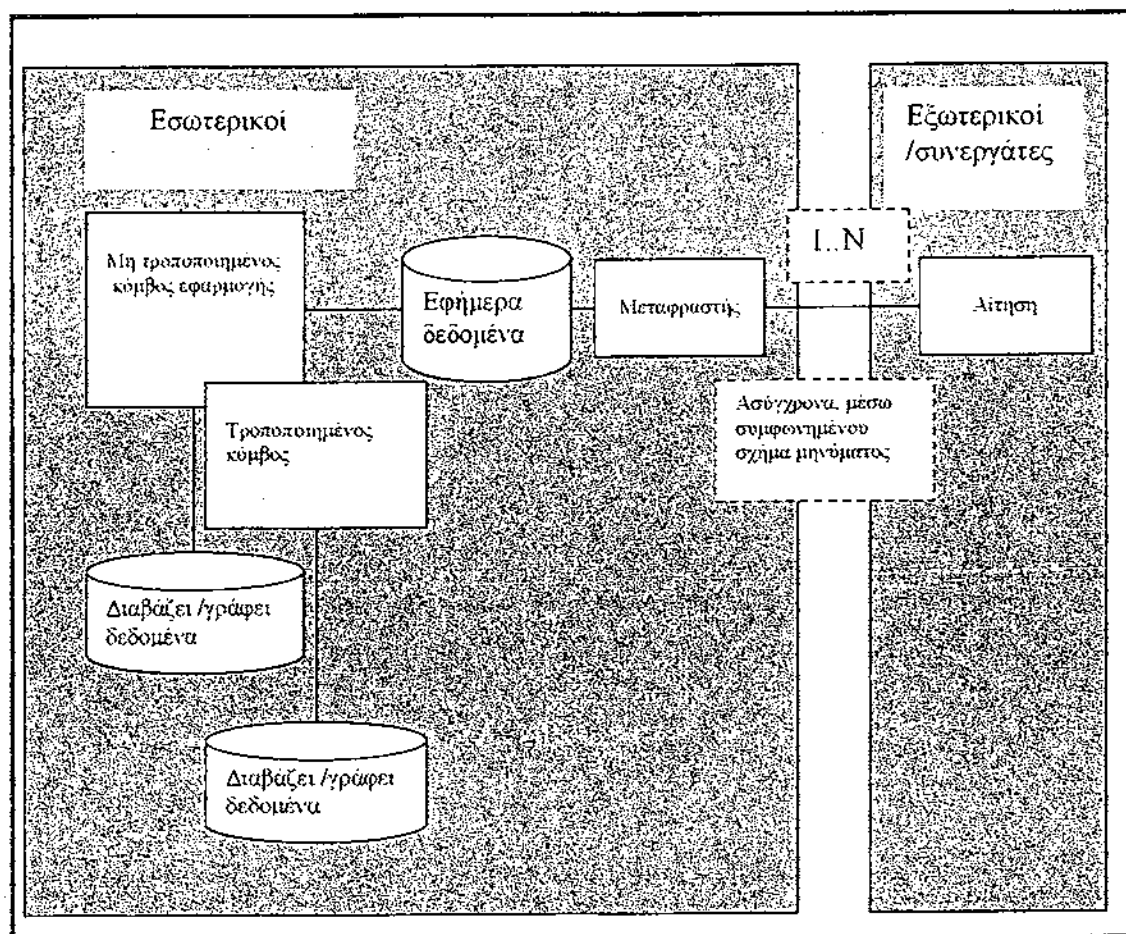 Εσωτερικοί
Εξωτερικοί
/συνεργάτες
1..N
Μη τροποποιημένος
κόμβος εφαρμογής
Εφήμερα
δεδομένα
Μεταφραστής
Αίτηση
Τροποποιημένος
κόμβος
Ασύγχρονα, μέσω
συμφωνημένου
σχήμα μηνύματος
Διαβάζει /γράφει
δεδομένα
Διαβάζει /γράφει
δεδομένα